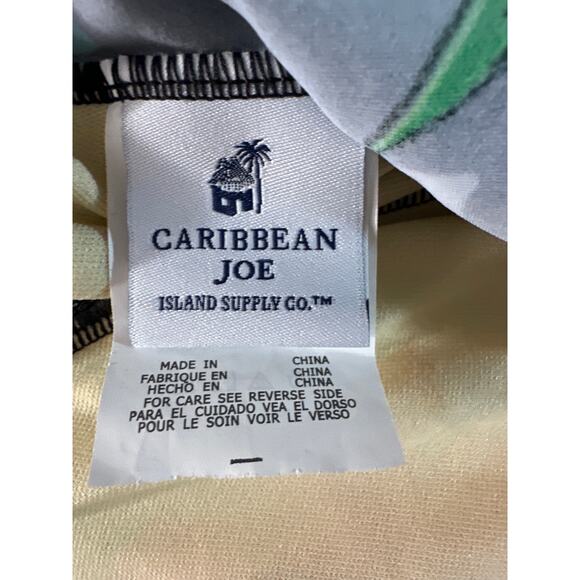 CARIBBEAN
JOE
ISLAND SUPPLY CO.™
MADE IN CHINA
FABRIQUE EN CHINA
HECHO EN CHINA
FOR CARE SEE REVERSE SIDE
PARA EL CUIDADO VEA EL DORSO
POUR LE SOIN VOIR LE VERSO